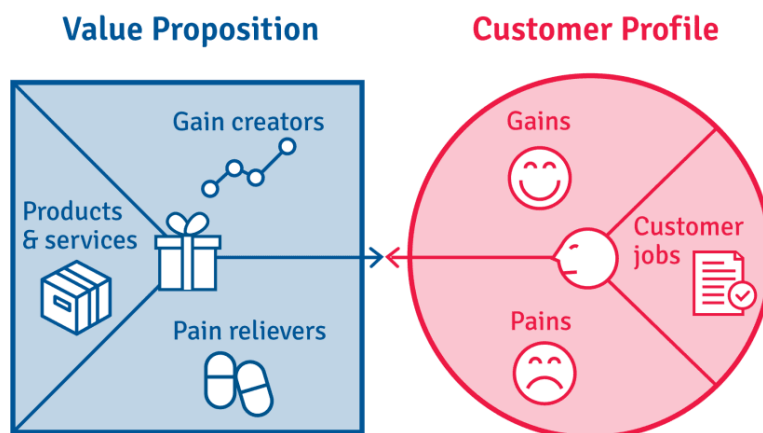 Value Proposition
Customer Profile
Gain creators
Products
& services
Pain relievers
Gains
Customer
jobs
Pains